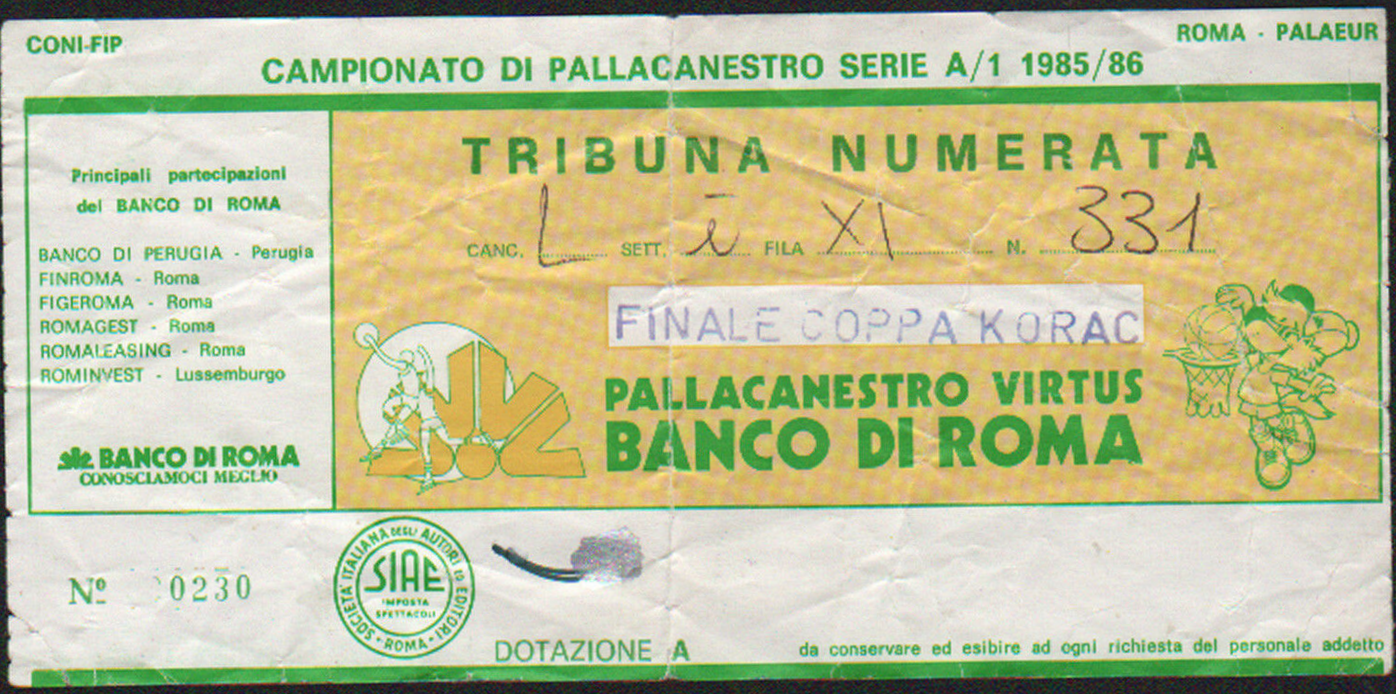 CONI-FIP
ROMA - PALAEUR
CAMPIONATO DI PALLACANESTRO SERIE A/1 1985/86
Principali partecipazioni
del BANCO DI ROMA
BANCO DI PERUGIA - Perugia
FINROMA - Roma
FIGEROMA - Roma
ROMAGEST - Roma
ROMALEASING - Roma
ROMINVEST - Lussemburgo
BANCO DI ROMA
CONOSCIAMOCI MEGLIO
TRIBUNA NUMERATA
CANC. L SETT. FILA XI N. 331
FINALE COPPA KORAC
PALLACANESTRO VIRTUS
BANCO DI ROMA
Nº 0230
SOCIETA' ITALIANA DEGLI AUTORI ED EDITORI
SIAE
IMPOSTA
SPETTACOLI
ROMA
DOTAZIONE A
da conservare ed esibire ad ogni richiesta del personale addetto